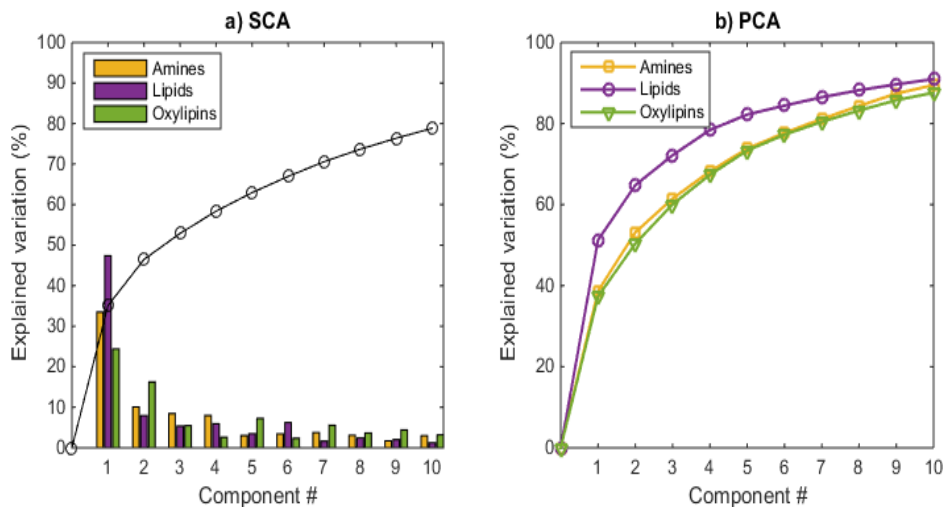 a) SCA
100
90
80
70
60
50
40
30
20
10
0
Explained variation (%)
Amines
Lipids
Oxylipins
1 2 3 4 5 6 7 8 9 10
Component #
b) PCA
100
80
60
40
20
0
Explained variation (%)
Amines
Lipids
Oxylipins
1 2 3 4 5 6 7 8 9 10
Component #